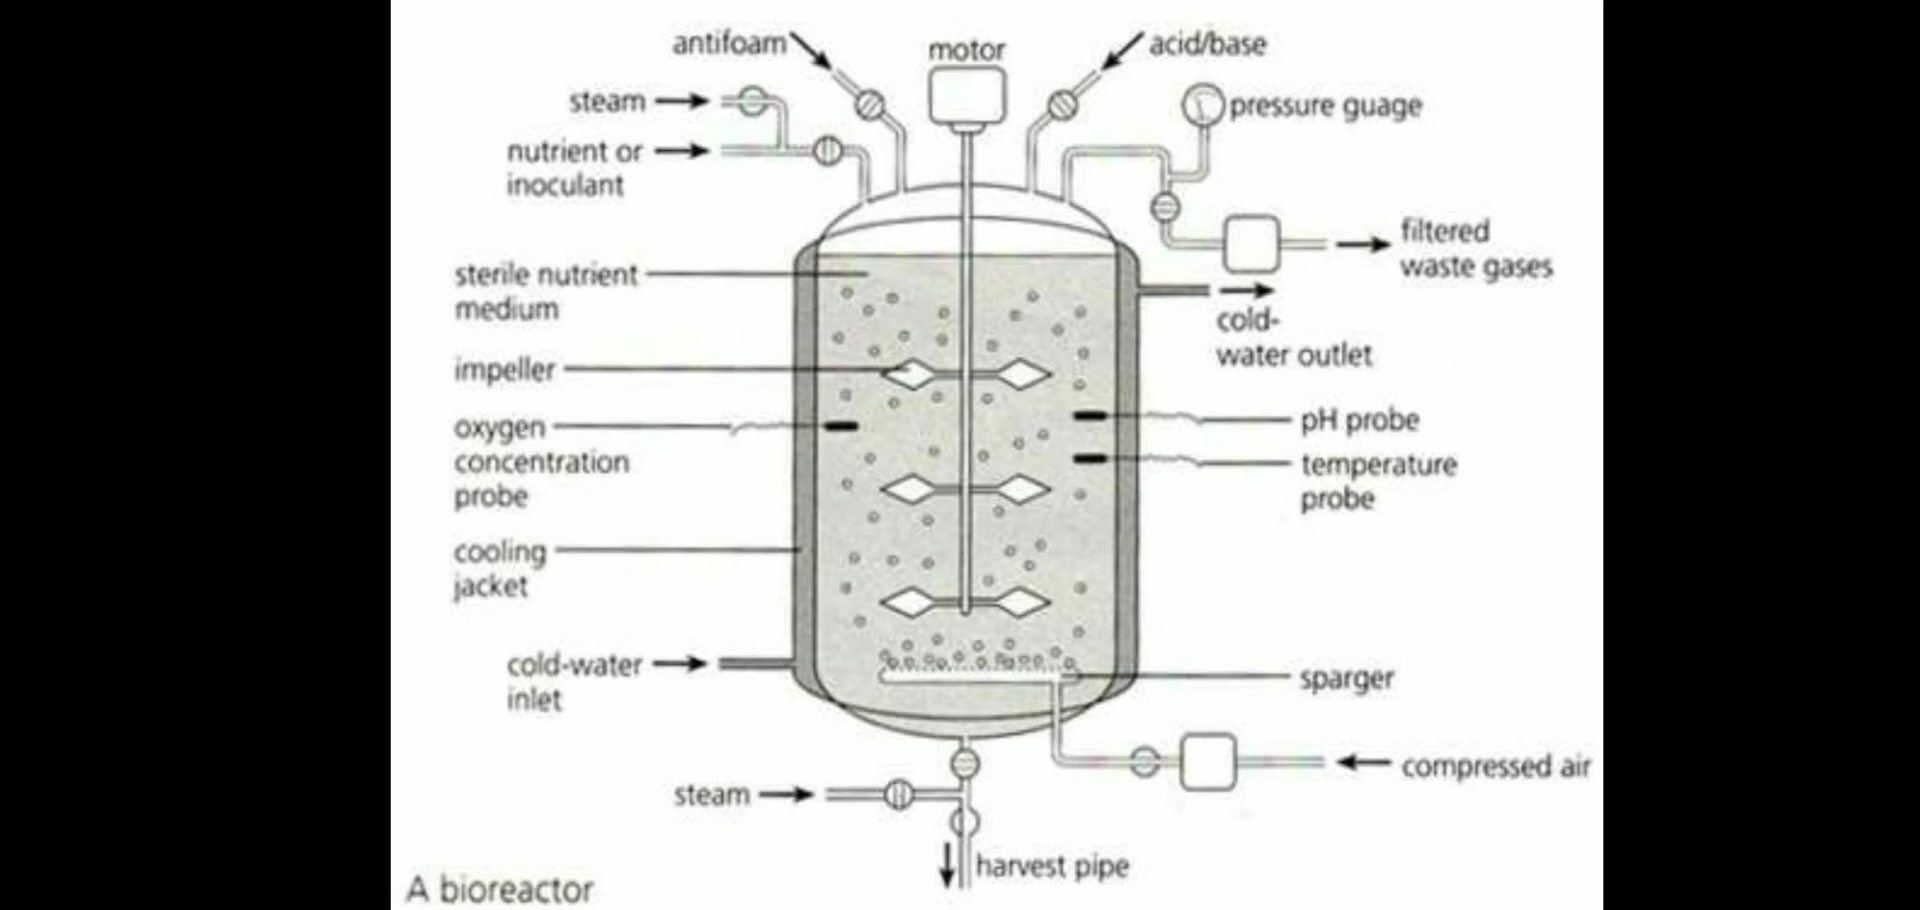 antifoam
motor
acid/base
steam
pressure guage
nutrient or
inoculant
filtered
waste gases
sterile nutrient
medium
cold-
water outlet
impeller
oxygen
concentration
probe
pH probe
temperature
probe
cooling
jacket
cold-water
inlet
sparger
compressed air
steam
harvest pipe
A bioreactor